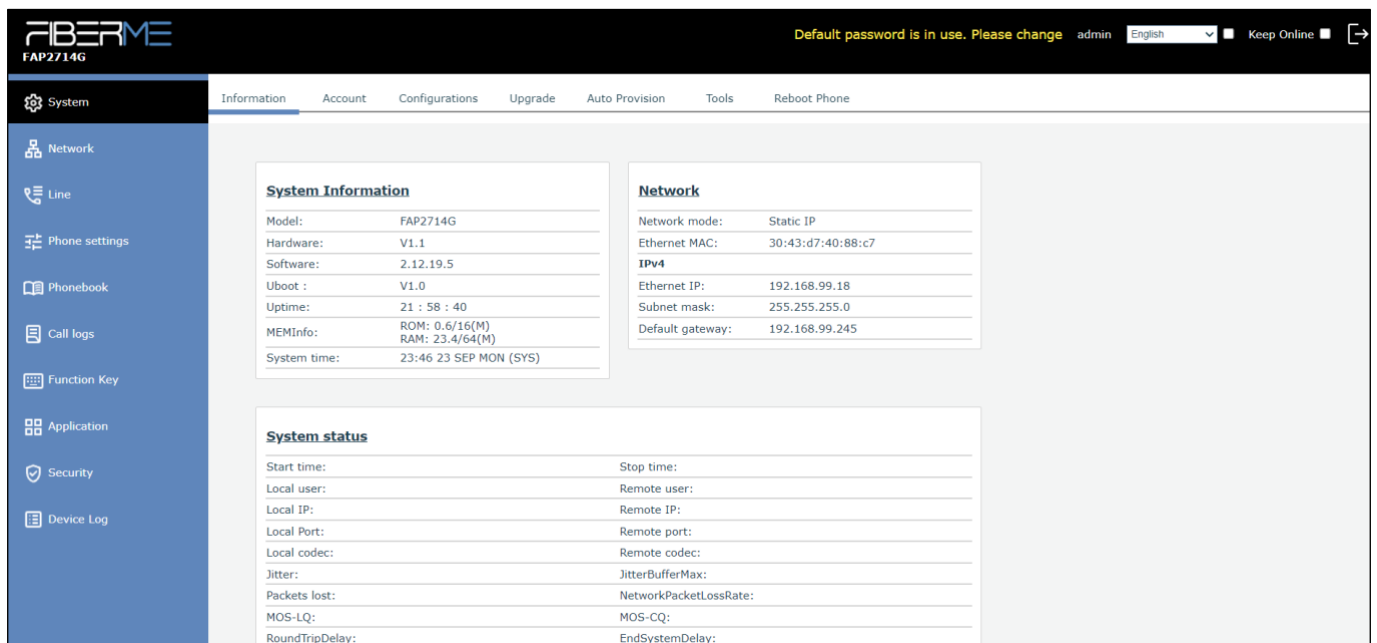 FIBERME
FAP2714G
Default password is in use. Please change admin English Keep Online
System
Network
Line
Phone settings
Phonebook
Call logs
Function Key
Application
Security
Device Log
Information Account Configurations Upgrade Auto Provision Tools Reboot Phone
System Information
Model: FAP2714G
Hardware: V1.1
Software: 2.12.19.5
Uboot : V1.0
Uptime: 21 : 58 : 40
MEMInfo: ROM: 0.6/16(M)
RAM: 23.4/64(M)
System time: 23:46 23 SEP MON (SYS)
Network
Network mode: Static IP
Ethernet MAC: 30:43:d7:40:88:c7
IPv4
Ethernet IP: 192.168.99.18
Subnet mask: 255.255.255.0
Default gateway: 192.168.99.245
System status
Start time: Stop time:
Local user: Remote user:
Local IP: Remote IP:
Local Port: Remote port:
Local codec: Remote codec:
Jitter: JitterBufferMax:
Packets lost: NetworkPacketLossRate:
MOS-LQ: MOS-CQ:
RoundTripDelay: EndSystemDelay: